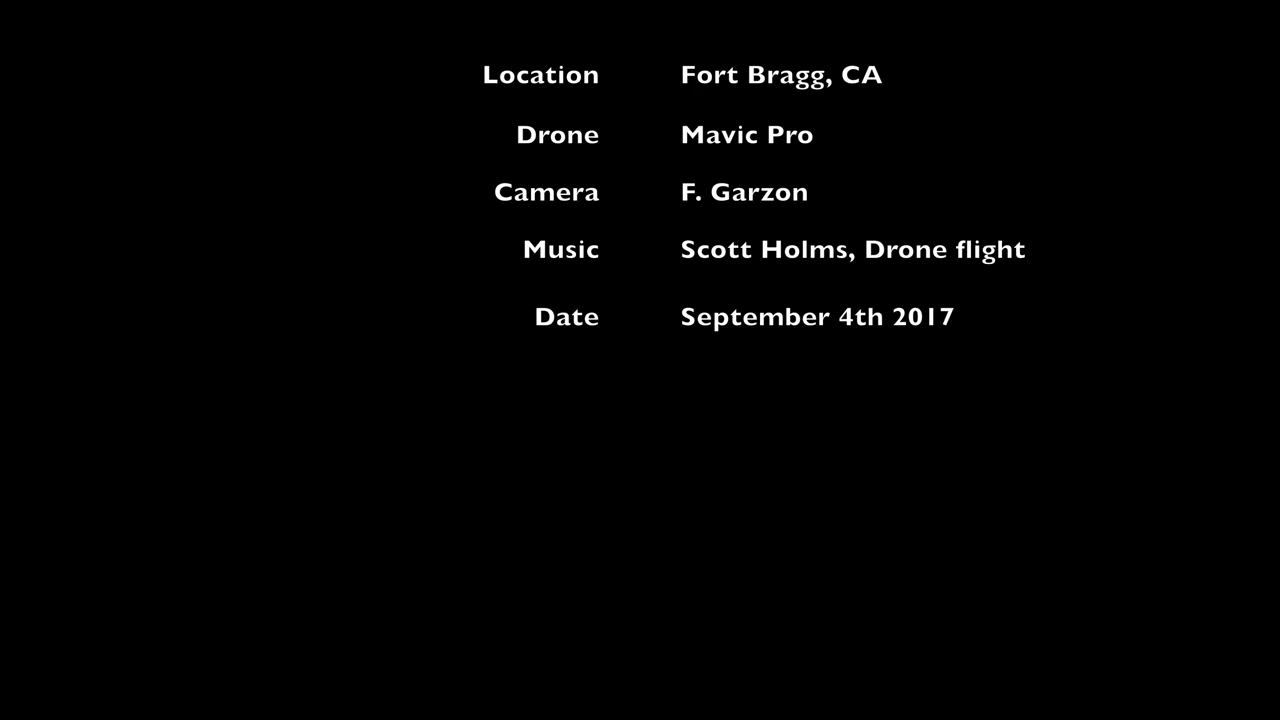 Location Fort Bragg, CA
Drone Mavic Pro
Camera F. Garzon
Music Scott Holms, Drone flight
Date September 4th 2017